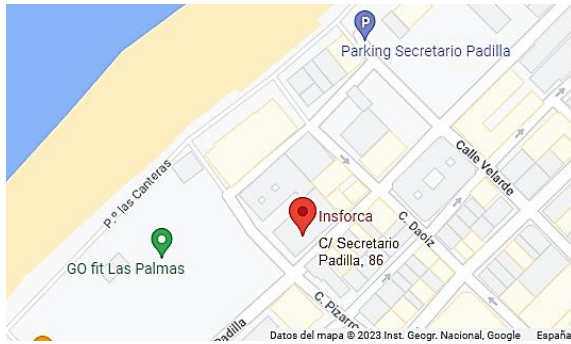 P
Parking Secretario Padilla
Calle Velarde
P.º las Canteras
Insforca
C/ Secretario
Padilla, 86
C. Daoiz
GO fit Las Palmas
C. Pizarro
Padilla
Datos del mapa © 2023 Inst. Geogr. Nacional, Google España